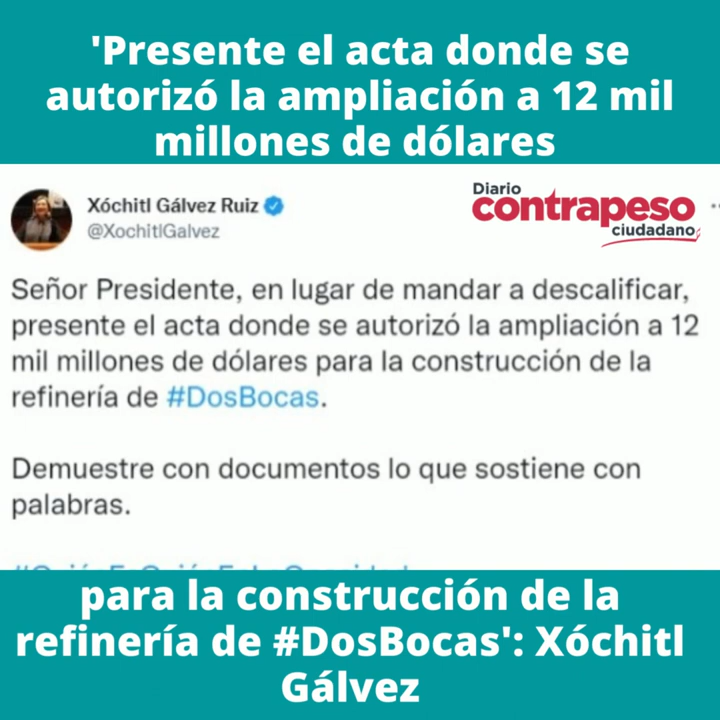 'Presente el acta donde se
autorizó la ampliación a 12 mil
millones de dólares
Xóchitl Gálvez Ruiz
@XochitlGalvez
Diario
contrapeso
ciudadano
Señor Presidente, en lugar de mandar a descalificar,
presente el acta donde se autorizó la ampliación a 12
mil millones de dólares para la construcción de la
refinería de #DosBocas.
Demuestre con documentos lo que sostiene con
palabras.
para la construcción de la
refinería de #DosBocas': Xóchitl
Gálvez